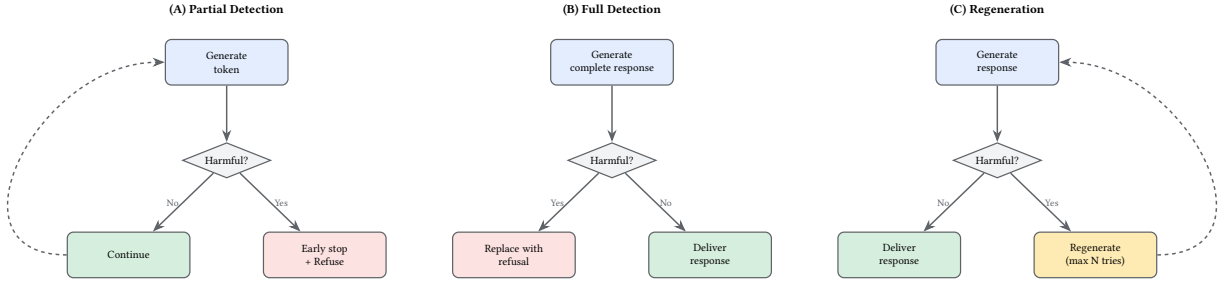 (A) Partial Detection
Generate
token
Harmful?
No
Yes
Continue
Early stop
+ Refuse
(B) Full Detection
Generate
complete response
Harmful?
Yes
No
Replace with
refusal
Deliver
response
(C) Regeneration
Generate
response
Harmful?
No
Yes
Deliver
response
Regenerate
(max N tries)